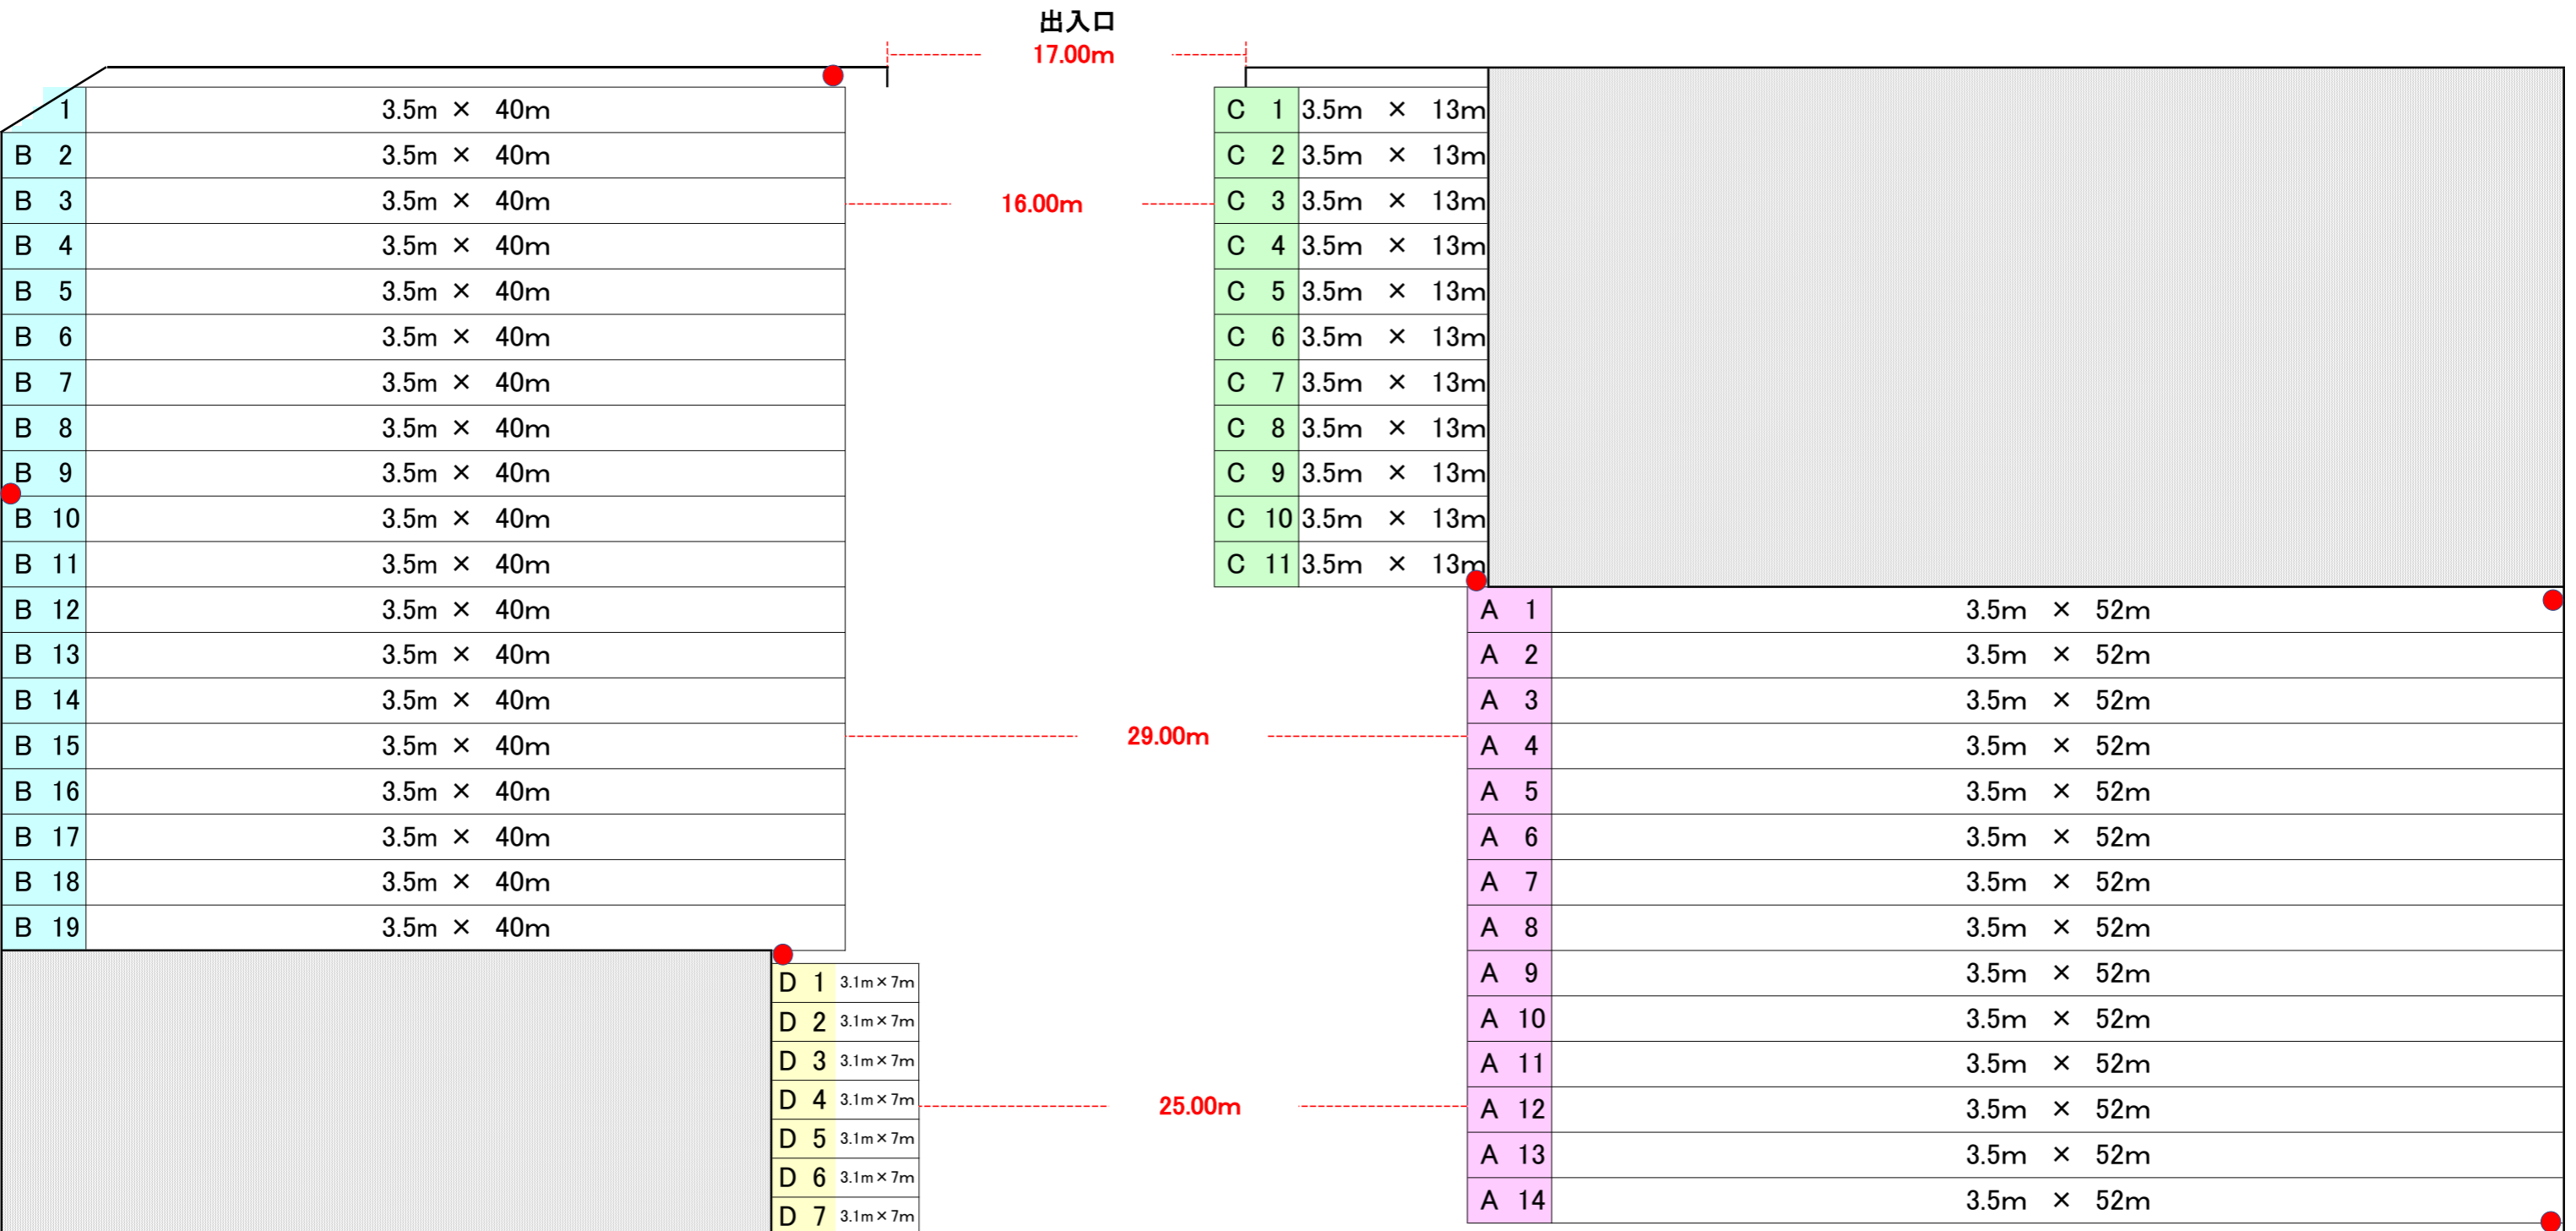 出入口
17.00m
1 3.5m × 40m
B 2 3.5m × 40m
B 3 3.5m × 40m
B 4 3.5m × 40m
B 5 3.5m × 40m
B 6 3.5m × 40m
B 7 3.5m × 40m
B 8 3.5m × 40m
B 9 3.5m × 40m
B 10 3.5m × 40m
B 11 3.5m × 40m
B 12 3.5m × 40m
B 13 3.5m × 40m
B 14 3.5m × 40m
B 15 3.5m × 40m
B 16 3.5m × 40m
B 17 3.5m × 40m
B 18 3.5m × 40m
B 19 3.5m × 40m
16.00m
29.00m
25.00m
C 1 3.5m × 13m
C 2 3.5m × 13m
C 3 3.5m × 13m
C 4 3.5m × 13m
C 5 3.5m × 13m
C 6 3.5m × 13m
C 7 3.5m × 13m
C 8 3.5m × 13m
C 9 3.5m × 13m
C 10 3.5m × 13m
C 11 3.5m × 13m
A 1 3.5m × 52m
A 2 3.5m × 52m
A 3 3.5m × 52m
A 4 3.5m × 52m
A 5 3.5m × 52m
A 6 3.5m × 52m
A 7 3.5m × 52m
A 8 3.5m × 52m
A 9 3.5m × 52m
A 10 3.5m × 52m
A 11 3.5m × 52m
A 12 3.5m × 52m
A 13 3.5m × 52m
A 14 3.5m × 52m
D 1 3.1m×7m
D 2 3.1m×7m
D 3 3.1m×7m
D 4 3.1m×7m
D 5 3.1m×7m
D 6 3.1m×7m
D 7 3.1m×7m